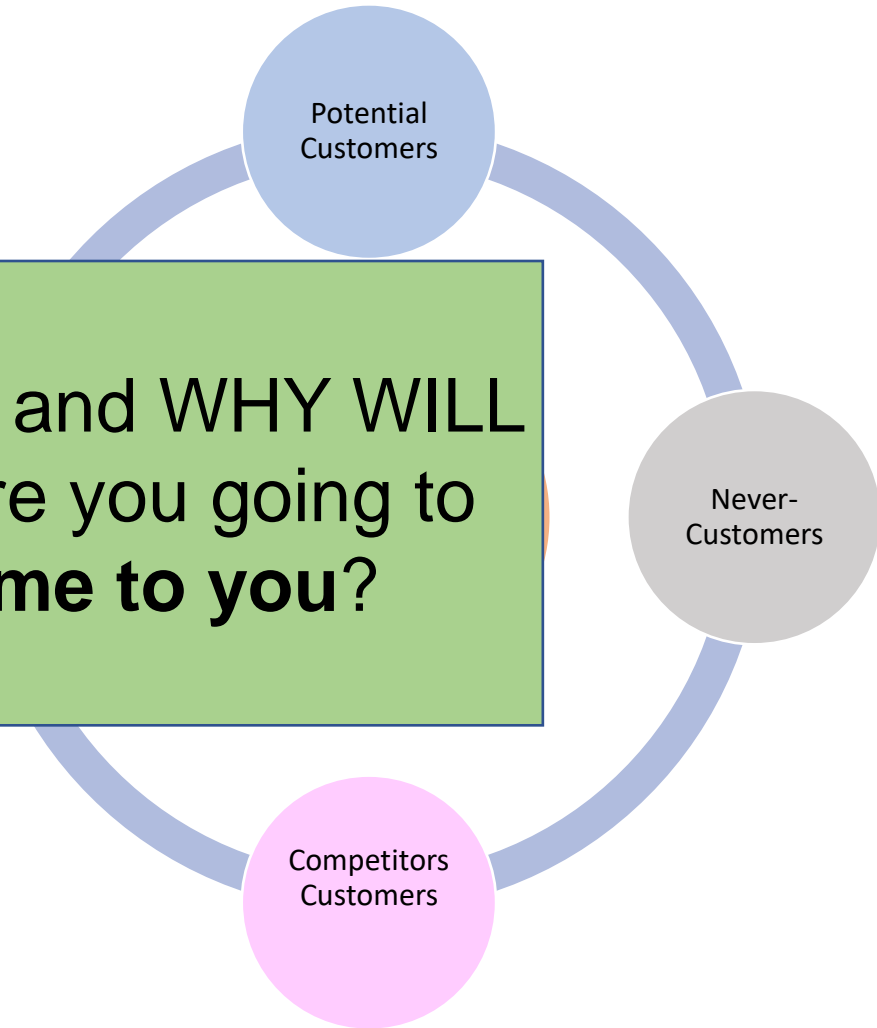 Potential
Customers
and WHY WILL
re you going to
me to you?
Never-
Customers
Competitors
Customers